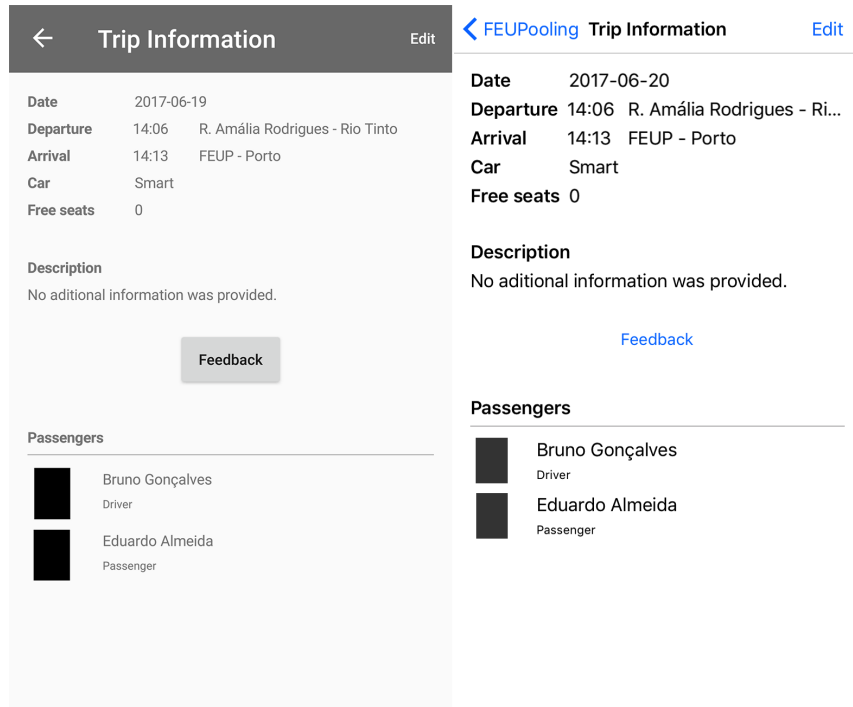 Trip Information Edit
Date 2017-06-19
Departure 14:06 R. Amália Rodrigues - Rio Tinto
Arrival 14:13 FEUP - Porto
Car Smart
Free seats 0
Description
No aditional information was provided.
Feedback
Passengers
Bruno Gonçalves
Driver
Eduardo Almeida
Passenger
FEUPooling Trip Information Edit
Date 2017-06-20
Departure 14:06 R. Amália Rodrigues - Ri...
Arrival 14:13 FEUP - Porto
Car Smart
Free seats 0
Description
No aditional information was provided.
Feedback
Passengers
Bruno Gonçalves
Driver
Eduardo Almeida
Passenger